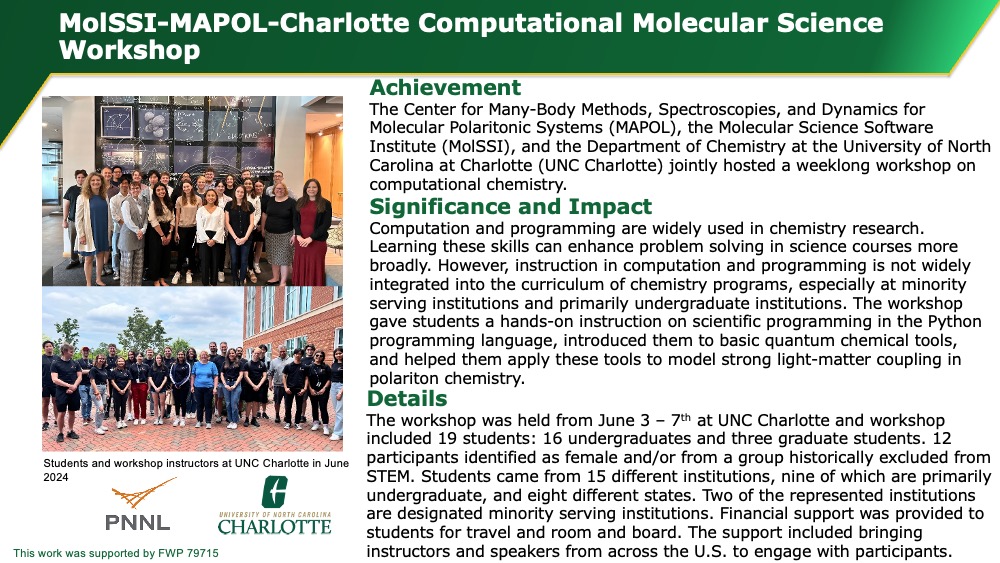 MolSSI-MAPOL-Charlotte Computational Molecular Science
Workshop
Achievement
The Center for Many-Body Methods, Spectroscopies, and Dynamics for
Molecular Polaritonic Systems (MAPOL), the Molecular Science Software
Institute (MolSSI), and the Department of Chemistry at the University of North
Carolina at Charlotte (UNC Charlotte) jointly hosted a weeklong workshop on
computational chemistry.
Significance and Impact
Computation and programming are widely used in chemistry research.
Learning these skills can enhance problem solving in science courses more
broadly. However, instruction in computation and programming is not widely
integrated into the curriculum of chemistry programs, especially at minority
serving institutions and primarily undergraduate institutions. The workshop
gave students a hands-on instruction on scientific programming in the Python
programming language, introduced them to basic quantum chemical tools,
and helped them apply these tools to model strong light-matter coupling in
polariton chemistry.
Details
The workshop was held from June 3 – 7th at UNC Charlotte and workshop
included 19 students: 16 undergraduates and three graduate students. 12
participants identified as female and/or from a group historically excluded from
STEM. Students came from 15 different institutions, nine of which are primarily
undergraduate, and eight different states. Two of the represented institutions
are designated minority serving institutions. Financial support was provided to
students for travel and room and board. The support included bringing
instructors and speakers from across the U.S. to engage with participants.
Students and workshop instructors at UNC Charlotte in June
2024
PNNL
UNIVERSITY OF NORTH CAROLINA
CHARLOTTE
This work was supported by FWP 79715